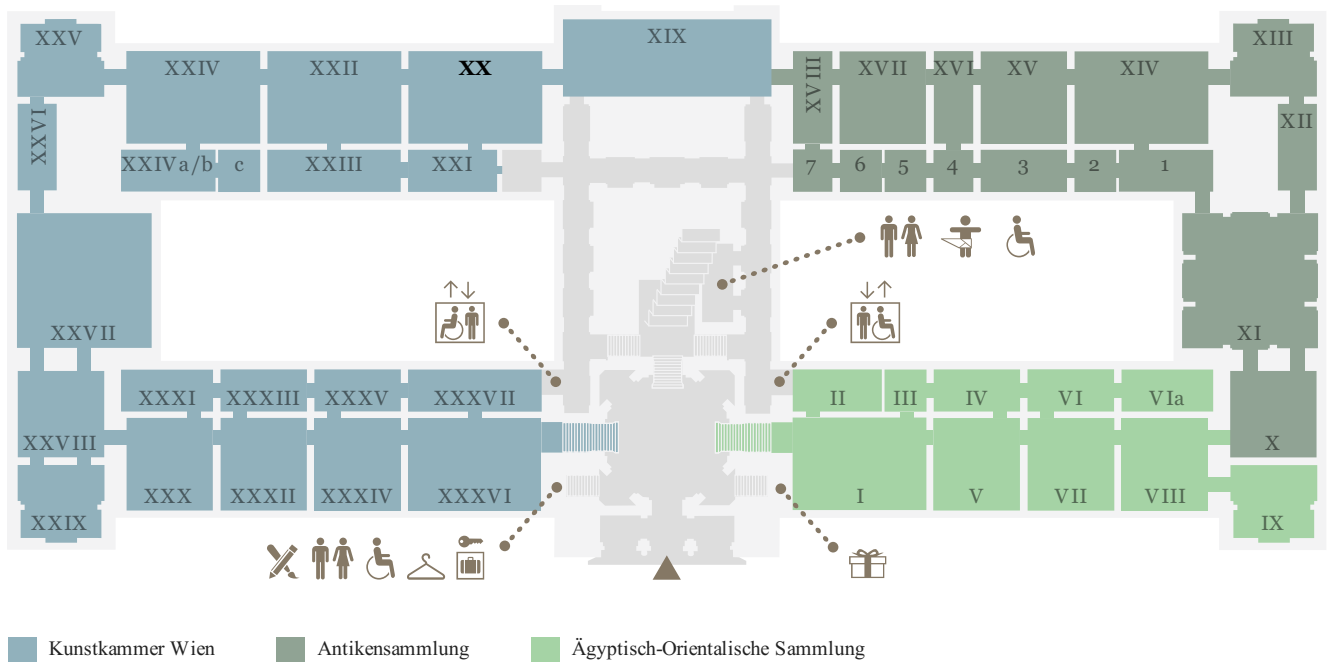 XXV
XXIV
XXII
XX
XIX
XVIII
XVII
XVI
XV
XIV
XIII
XXVI
XII
XXIVa/b
c
XXIII
XXI
7
6
5
4
3
2
1
XXVII
XI
XXXI
XXXIII
XXXV
XXXVII
II
III
IV
VI
VIa
XXVIII
X
XXX
XXXII
XXXIV
XXXVI
I
V
VII
VIII
XXIX
IX
Kunstkammer Wien
Antikensammlung
Ägyptisch-Orientalische Sammlung